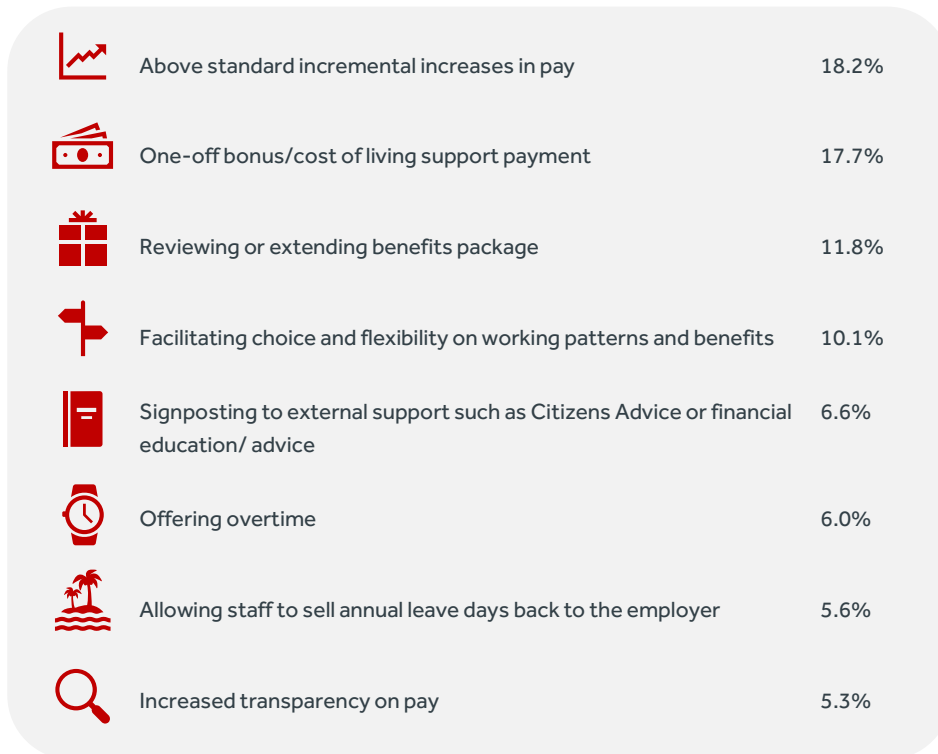 Above standard incremental increases in pay 18.2%
One-off bonus/cost of living support payment 17.7%
Reviewing or extending benefits package 11.8%
Facilitating choice and flexibility on working patterns and benefits 10.1%
Signposting to external support such as Citizens Advice or financial 6.6%
education/ advice
Offering overtime 6.0%
Allowing staff to sell annual leave days back to the employer 5.6%
Increased transparency on pay 5.3%